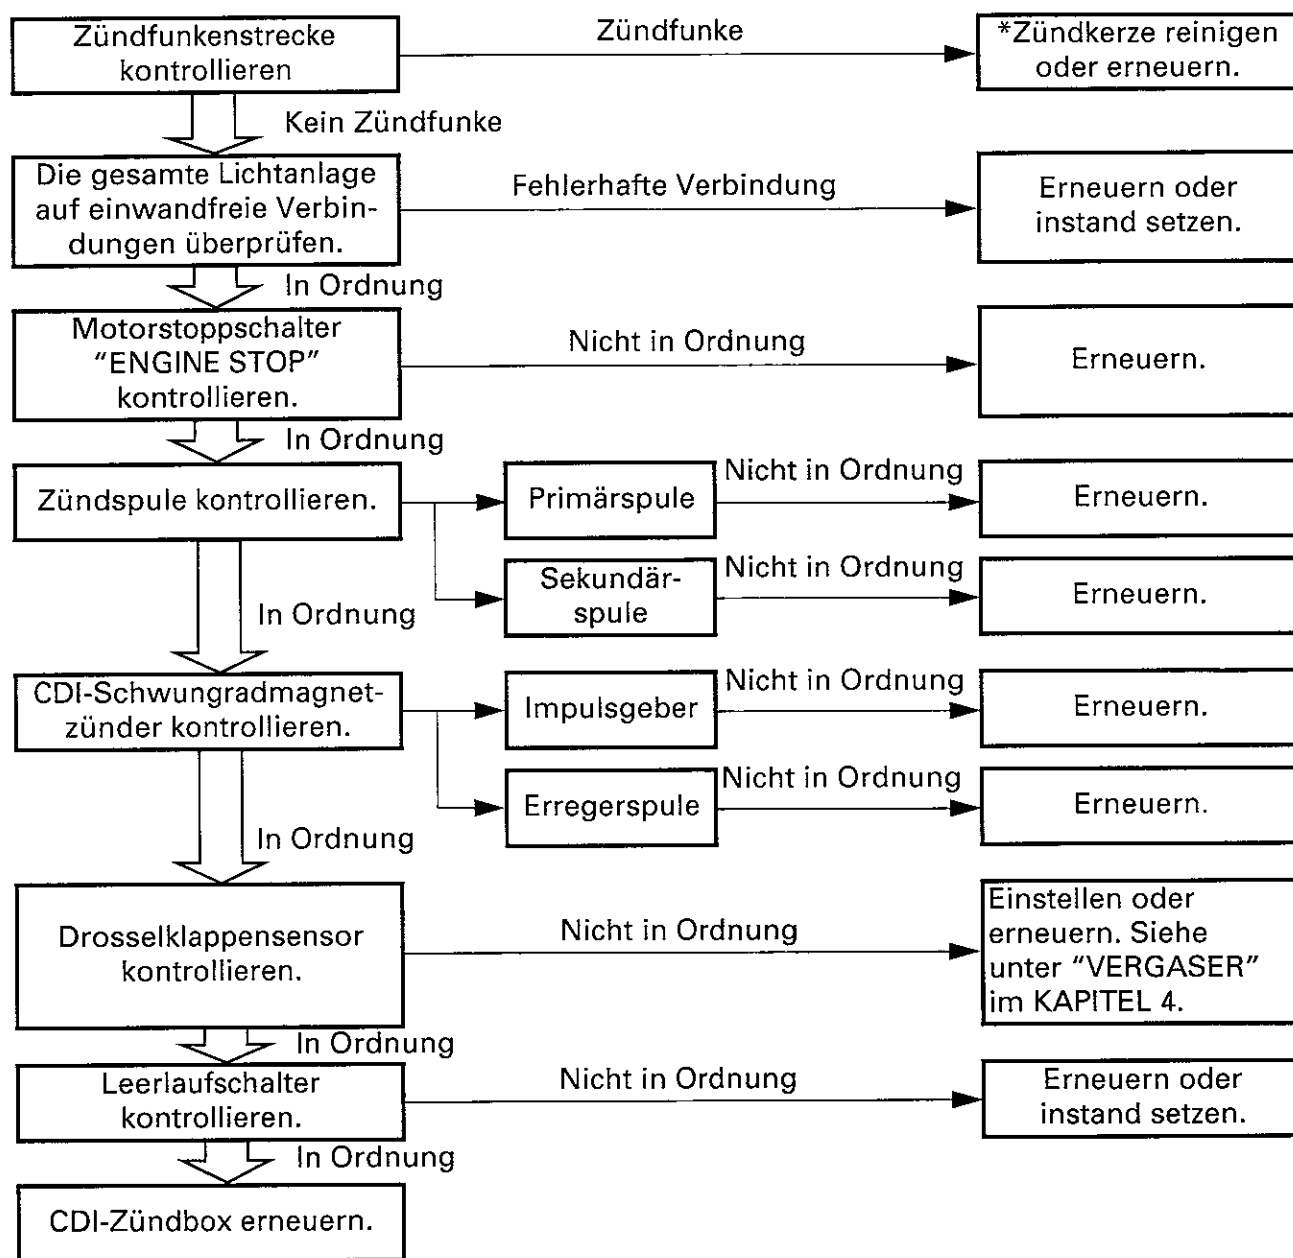 Zündfunkenstrecke
kontrollieren
Zündfunke
*Zündkerze reinigen
oder erneuern.
Kein Zündfunke
Die gesamte Lichtanlage
auf einwandfreie Verbin-
dungen überprüfen.
Fehlerhafte Verbindung
Erneuern oder
instand setzen.
In Ordnung
Motorstoppschalter
“ENGINE STOP”
kontrollieren.
Nicht in Ordnung
Erneuern.
In Ordnung
Zündspule kontrollieren.
Primärspule
Nicht in Ordnung
Erneuern.
Sekundär-
spule
Nicht in Ordnung
Erneuern.
In Ordnung
CDI-Schwungradmagnet-
zünder kontrollieren.
Impulsgeber
Nicht in Ordnung
Erneuern.
Erregerspule
Nicht in Ordnung
Erneuern.
In Ordnung
Drosselklappensensor
kontrollieren.
Nicht in Ordnung
Einstellen oder
erneuern. Siehe
unter “VERGASER”
im KAPITEL 4.
In Ordnung
Leerlaufschalter
kontrollieren.
Nicht in Ordnung
Erneuern oder
instand setzen.
In Ordnung
CDI-Zündbox erneuern.